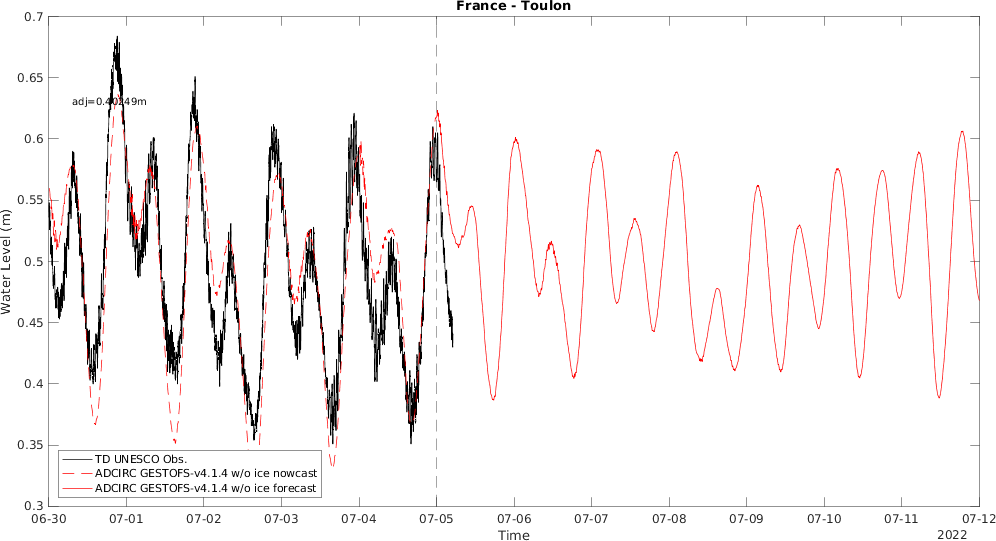 France - Toulon
0.7
0.65
0.6
0.55
0.5
0.45
0.4
0.35
0.3
Water Level (m)
adj=0.40249m
TD UNESCO Obs.
ADCIRC GESTOFS-v4.1.4 w/o ice nowcast
ADCIRC GESTOFS-v4.1.4 w/o ice forecast
06-30 07-01 07-02 07-03 07-04 07-05 07-06 07-07 07-08 07-09 07-10 07-11 07-12
Time
2022